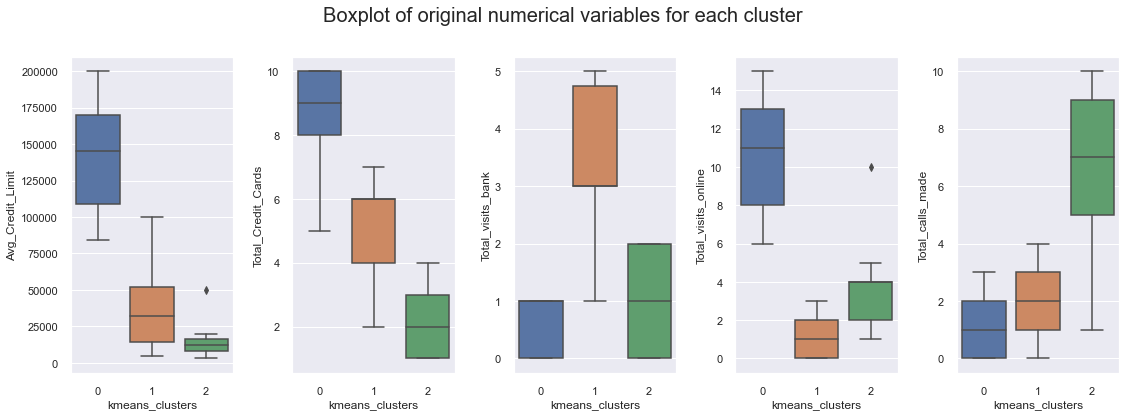 Boxplot of original numerical variables for each cluster
Avg_Credit_Limit
200000
175000
150000
125000
100000
75000
50000
25000
0
0 1 2
kmeans_clusters
Total_Credit_Cards
10
8
6
4
2
0 1 2
kmeans_clusters
Total_visits_bank
5
4
3
2
1
0
0 1 2
kmeans_clusters
Total_visits_online
14
12
10
8
6
4
2
0
0 1 2
kmeans_clusters
Total_calls_made
10
8
6
4
2
0
0 1 2
kmeans_clusters